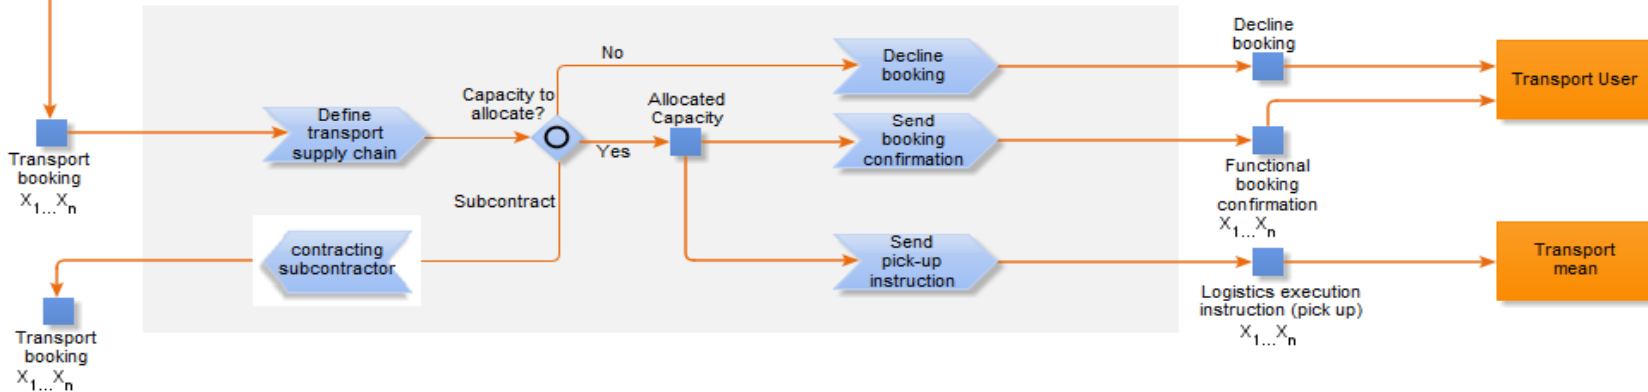 Transport
booking
X1...Xn
Define
transport
supply chain
Capacity to
allocate?
No
Yes
Subcontract
Allocated
Capacity
Decline
booking
Send
booking
confirmation
Send
pick-up
instruction
contracting
subcontractor
Transport
booking
X1...Xn
Decline
booking
Functional
booking
confirmation
X1...Xn
Logistics execution
instruction (pick up)
X1...Xn
Transport User
Transport
mean